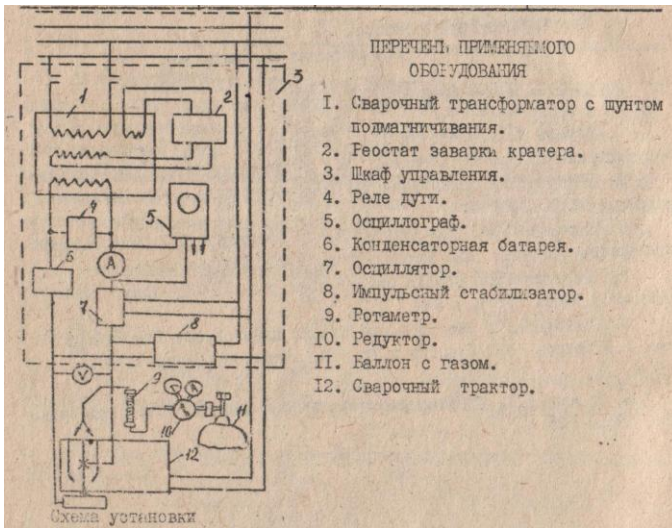 ПЕРЕЧЕНЬ ПРИМЕНЯЕМОГО
ОБОРУДОВАНИЯ
I. Сварочный трансформатор с шунтом
подмагничивания.
2. Реостат заварки кратера.
3. Шкаф управления.
4. Реле дуги.
5. Осциллограф.
6. Конденсаторная батарея.
7. Осциллятор.
8. Импульсный стабилизатор.
9. Ротаметр.
IO. Редуктор.
II. Баллон с газом.
I2. Сварочный трактор.
1
2
3
4
5
6
A
7
8
V
9
10
11
12
Схема установки